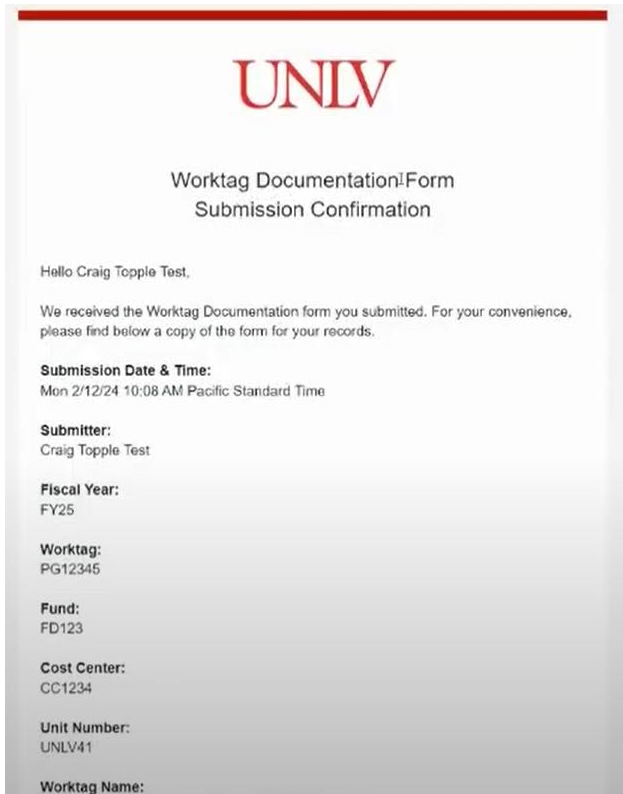 UNLV
Worktag Documentation Form
Submission Confirmation
Hello Craig Topple Test,
We received the Worktag Documentation form you submitted. For your convenience,
please find below a copy of the form for your records.
Submission Date & Time:
Mon 2/12/24 10:08 AM Pacific Standard Time
Submitter:
Craig Topple Test
Fiscal Year:
FY25
Worktag:
PG12345
Fund:
FD123
Cost Center:
CC1234
Unit Number:
UNLV41
Worktag Name: